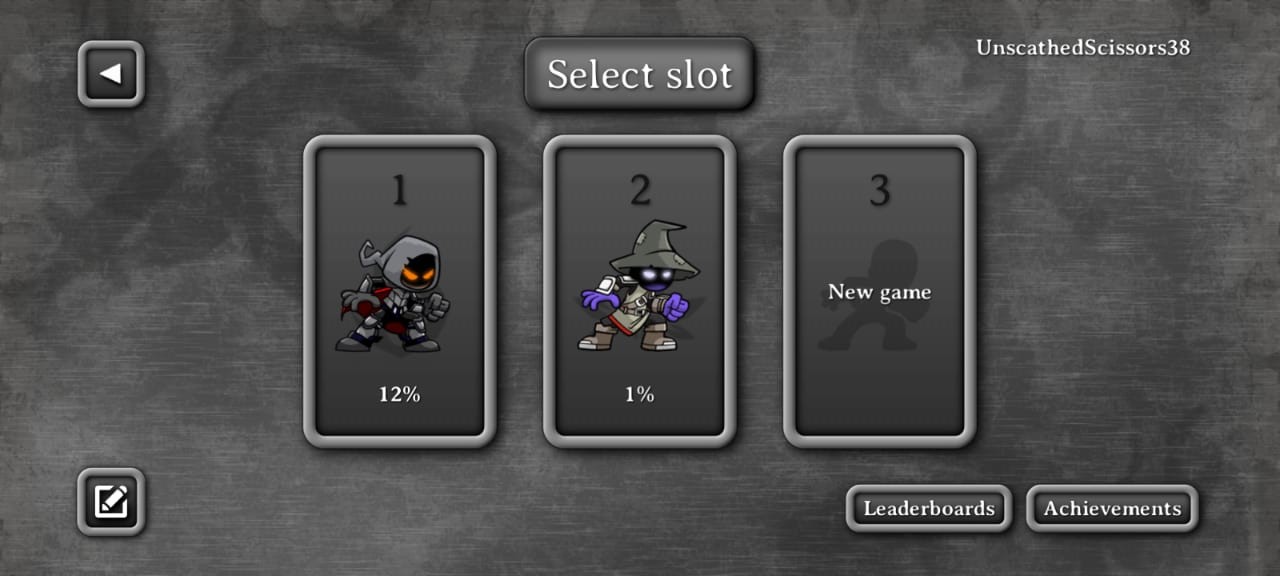 UnscathedScissors38
Select slot
1
2
3
New game
12%
1%
Leaderboards
Achievements